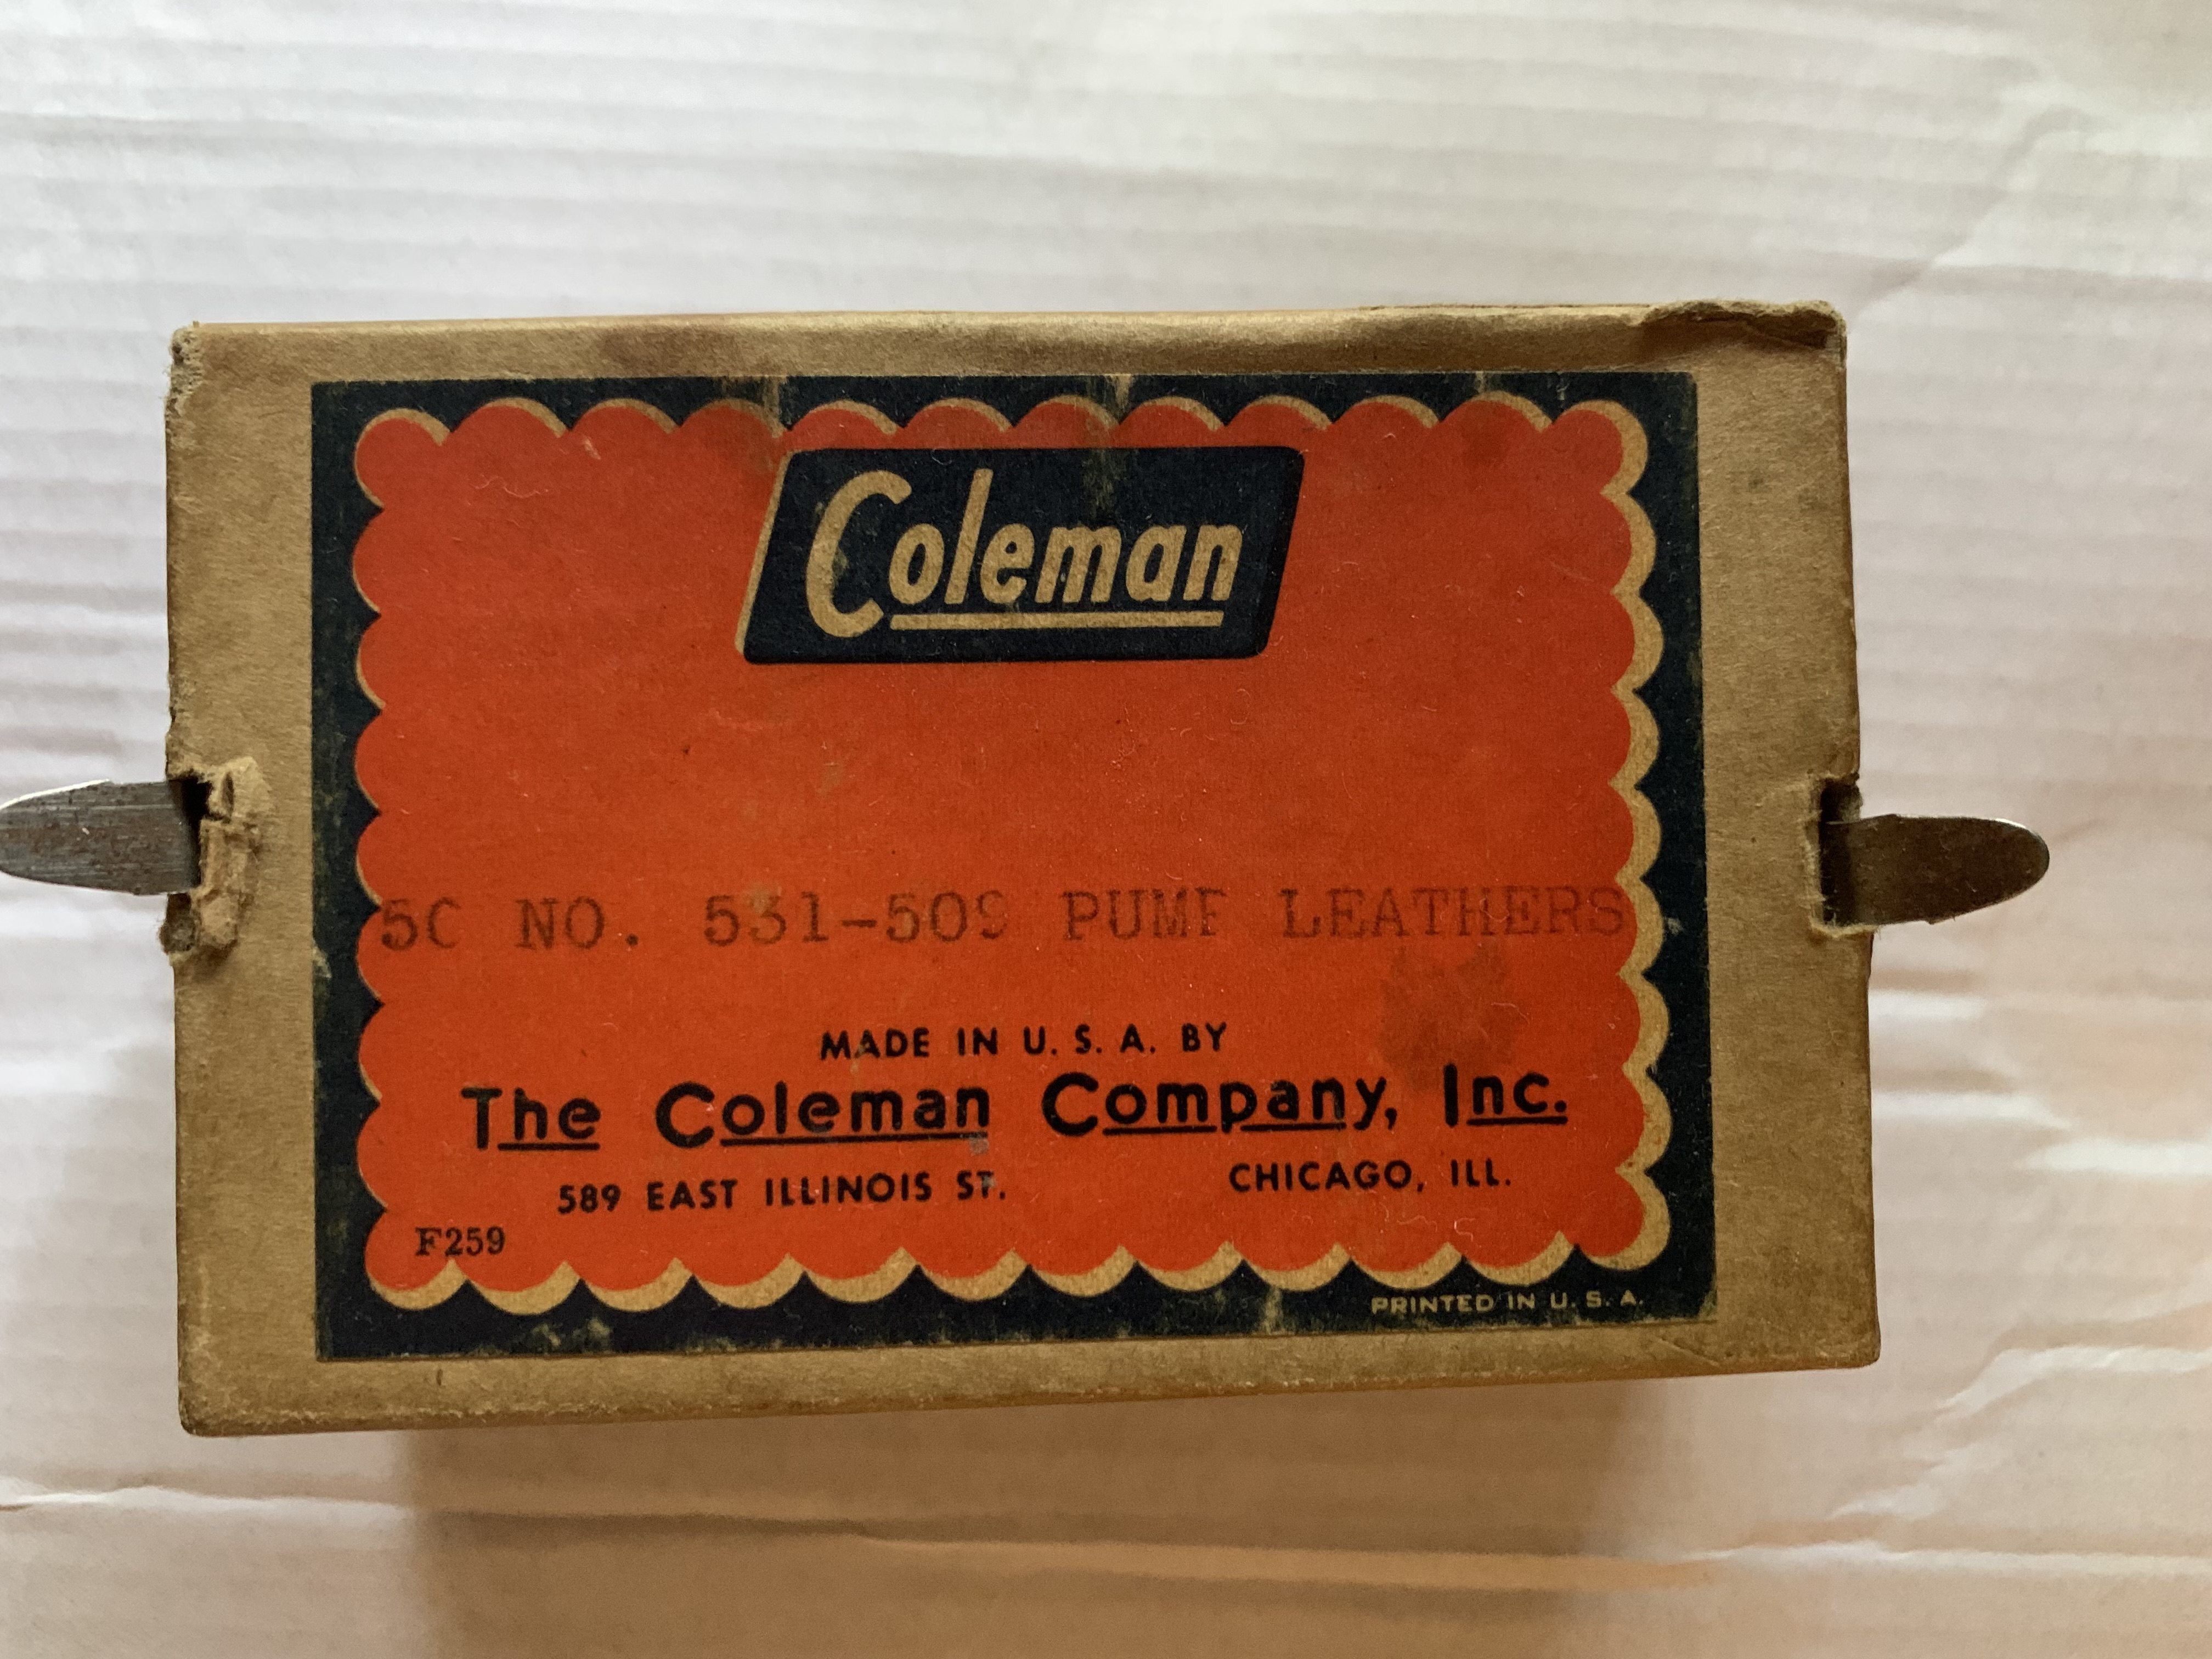 Coleman
50 NO. 531-509 PUMP LEATHERS
MADE IN U. S. A. BY
The Coleman Company, Inc.
589 EAST ILLINOIS ST. CHICAGO, ILL.
F259
PRINTED IN U. S. A.